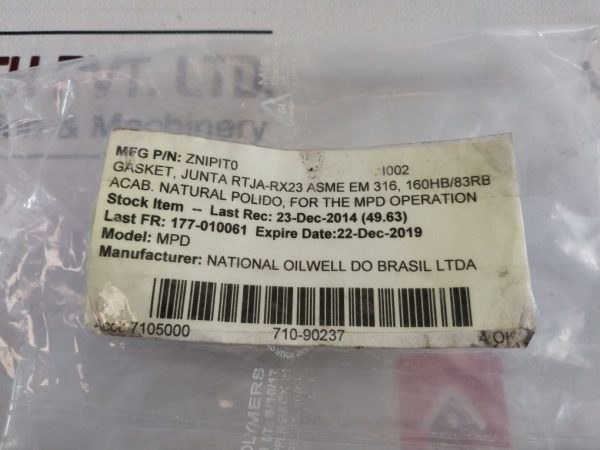 PVT. LTD.
& Machinery
MFG P/N: ZNIPIT0 I002
GASKET, JUNTA RTJA-RX23 ASME EM 316, 160HB/83RB
ACAB. NATURAL POLIDO, FOR THE MPD OPERATION
Stock Item -- Last Rec: 23-Dec-2014 (49.63)
Last FR: 177-010061 Expire Date:22-Dec-2019
Model: MPD
Manufacturer: NATIONAL OILWELL DO BRASIL LTDA
7105000 710-90237